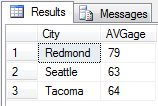 Results Messages
City AVGage
1 Redmond 79
2 Seattle 63
3 Tacoma 64